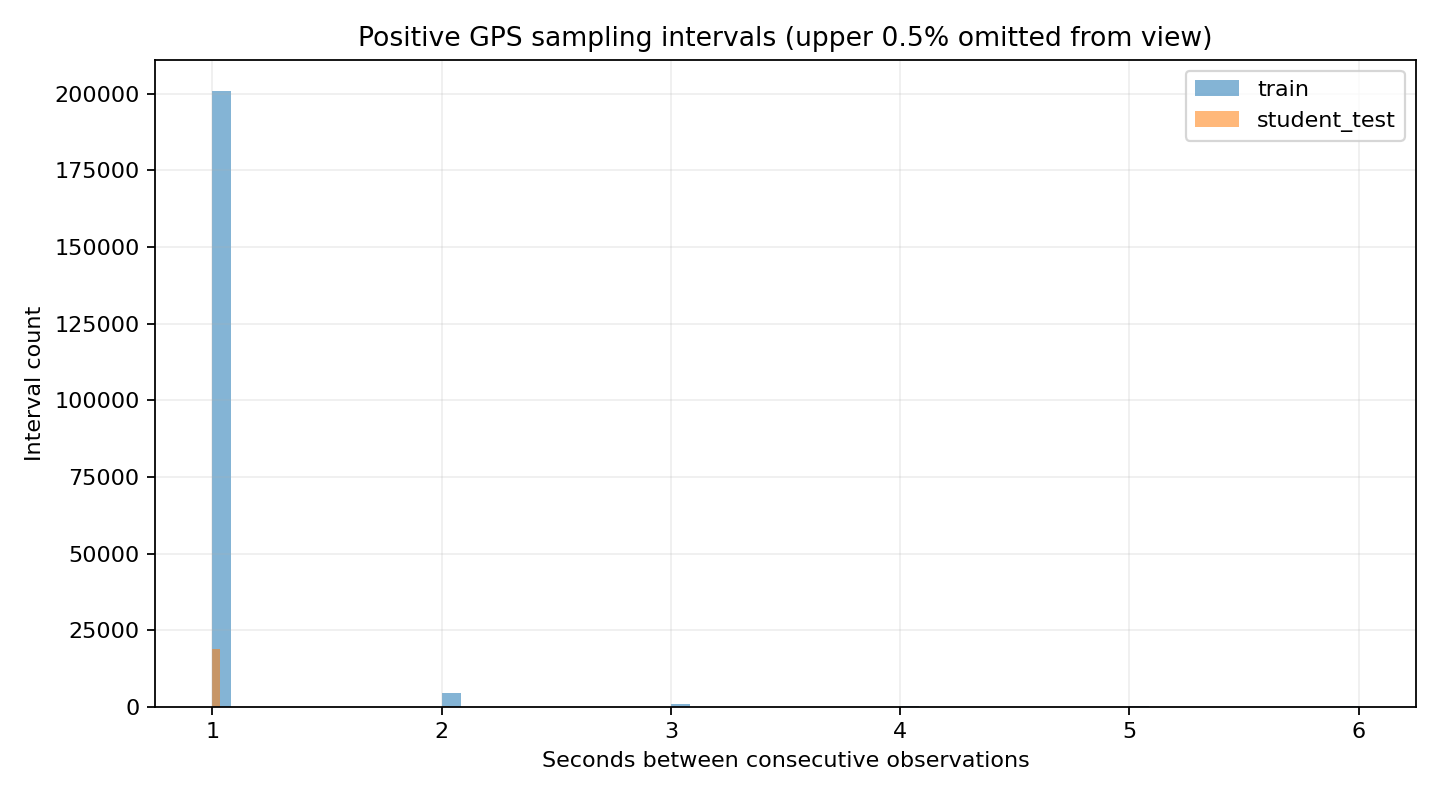 Positive GPS sampling intervals (upper 0.5% omitted from view)
train
student_test
Interval count
200000
175000
150000
125000
100000
75000
50000
25000
0
1 2 3 4 5 6
Seconds between consecutive observations